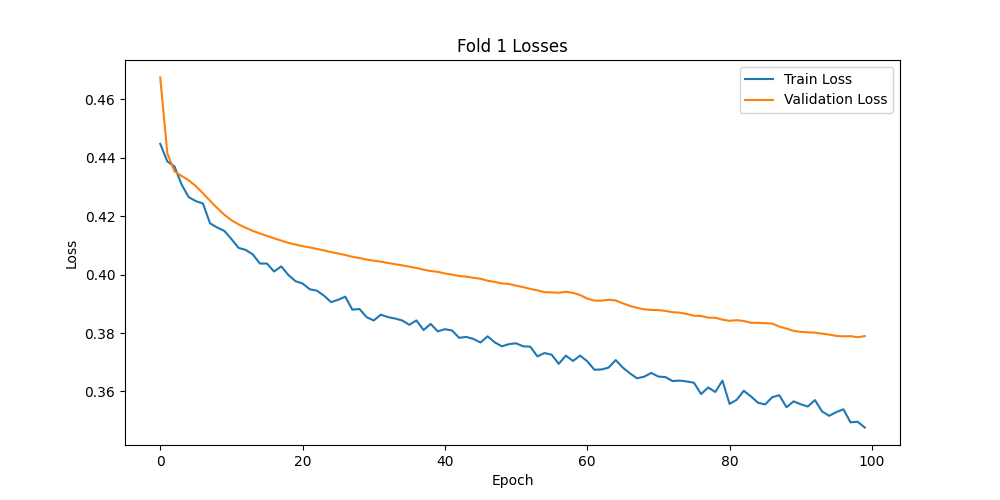 Fold 1 Losses
Train Loss
Validation Loss
Loss
0.46
0.44
0.42
0.40
0.38
0.36
0 20 40 60 80 100
Epoch